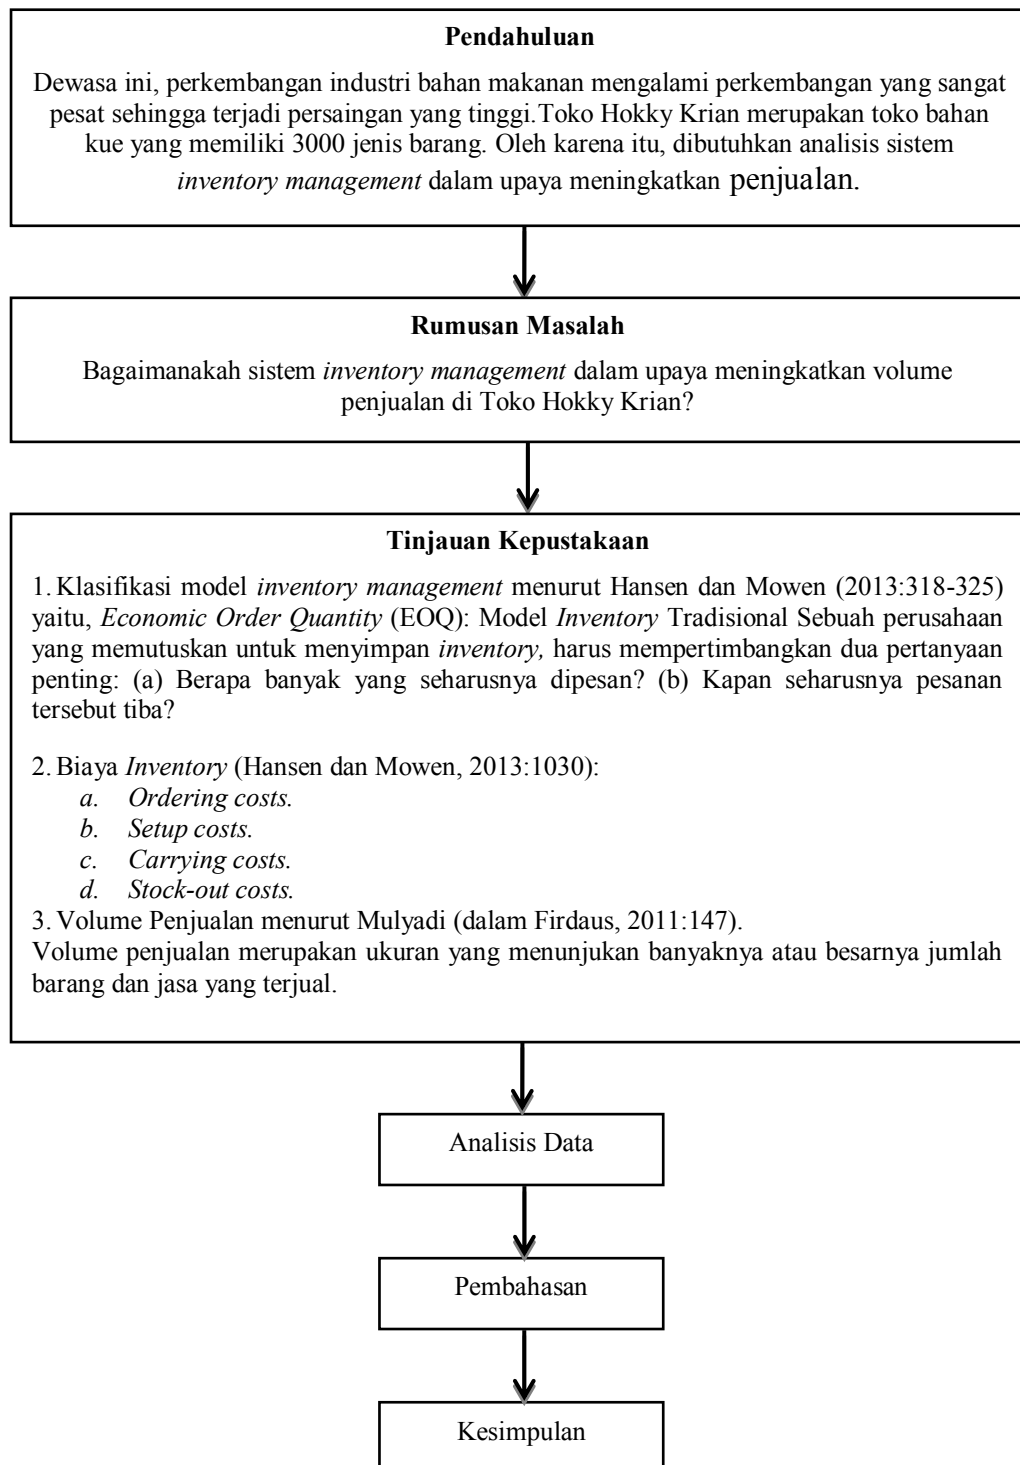 Pendahuluan
Dewasa ini, perkembangan industri bahan makanan mengalami perkembangan yang sangat
pesat sehingga terjadi persaingan yang tinggi.Toko Hokky Krian merupakan toko bahan
kue yang memiliki 3000 jenis barang. Oleh karena itu, dibutuhkan analisis sistem
inventory management dalam upaya meningkatkan penjualan.
Rumusan Masalah
Bagaimanakah sistem inventory management dalam upaya meningkatkan volume
penjualan di Toko Hokky Krian?
Tinjauan Kepustakaan
1. Klasifikasi model inventory management menurut Hansen dan Mowen (2013:318-325)
yaitu, Economic Order Quantity (EOQ): Model Inventory Tradisional Sebuah perusahaan
yang memutuskan untuk menyimpan inventory, harus mempertimbangkan dua pertanyaan
penting: (a) Berapa banyak yang seharusnya dipesan? (b) Kapan seharusnya pesanan
tersebut tiba?
2. Biaya Inventory (Hansen dan Mowen, 2013:1030):
a. Ordering costs.
b. Setup costs.
c. Carrying costs.
d. Stock-out costs.
3. Volume Penjualan menurut Mulyadi (dalam Firdaus, 2011:147).
Volume penjualan merupakan ukuran yang menunjukan banyaknya atau besarnya jumlah
barang dan jasa yang terjual.
Analisis Data
Pembahasan
Kesimpulan